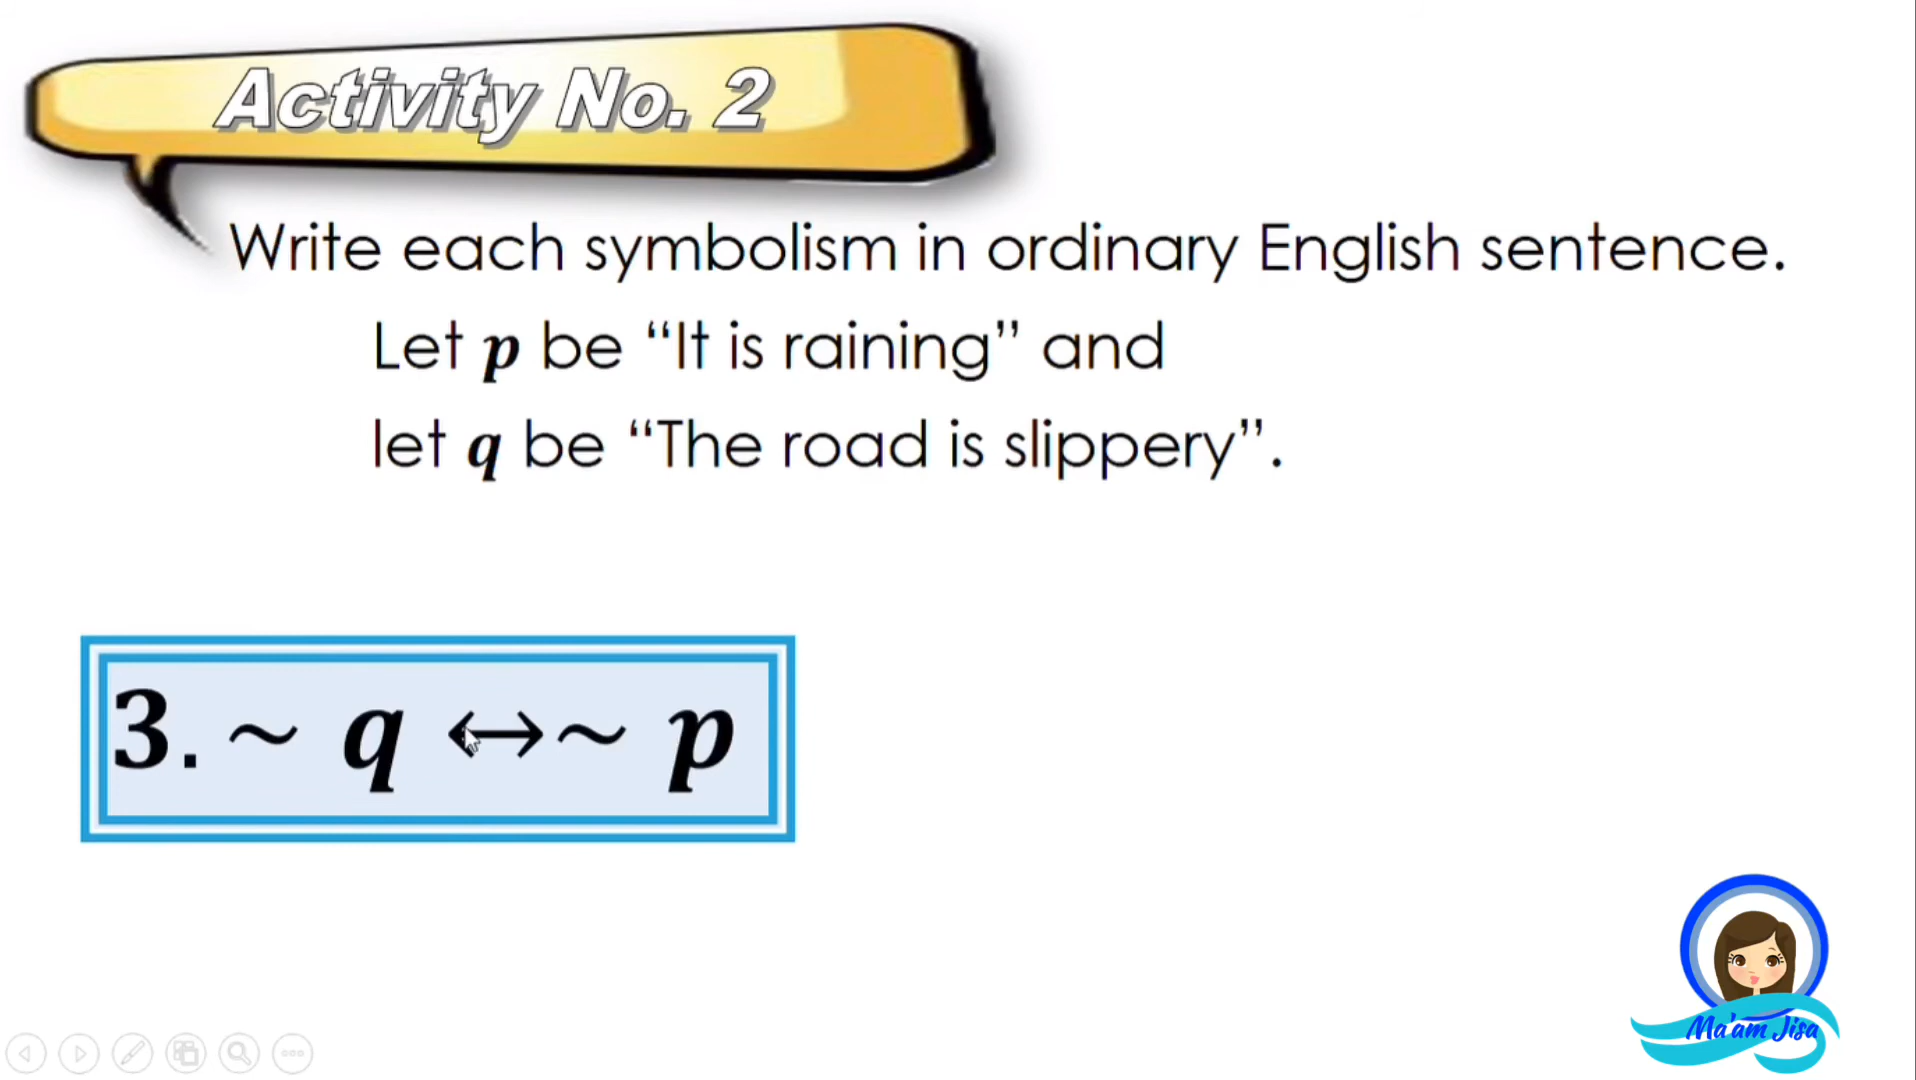 Activity No. 2
Write each symbolism in ordinary English sentence.
Let p be “It is raining” and
let q be “The road is slippery”.
3. ~ q ↔~ p
Ma'am Jisa